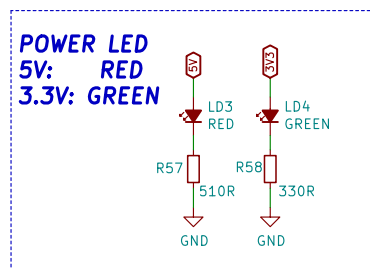 POWER LED
5V: RED
3.3V: GREEN
5V
3V3
LD3
RED
LD4
GREEN
R57
510R
R58
330R
GND
GND